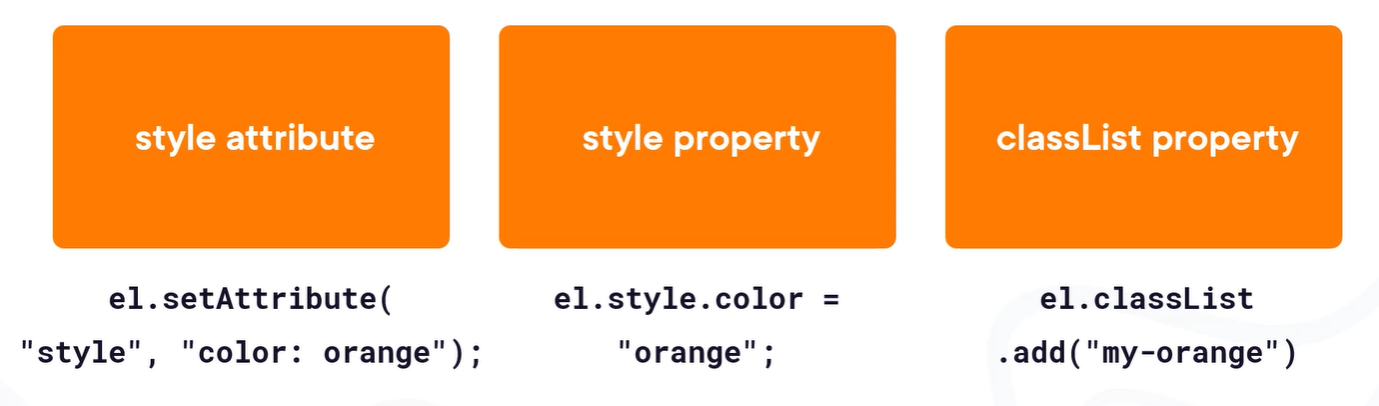 style attribute
el.setAttribute(
"style", "color: orange");
style property
el.style.color =
"orange";
classList property
el.classList
.add("my-orange")